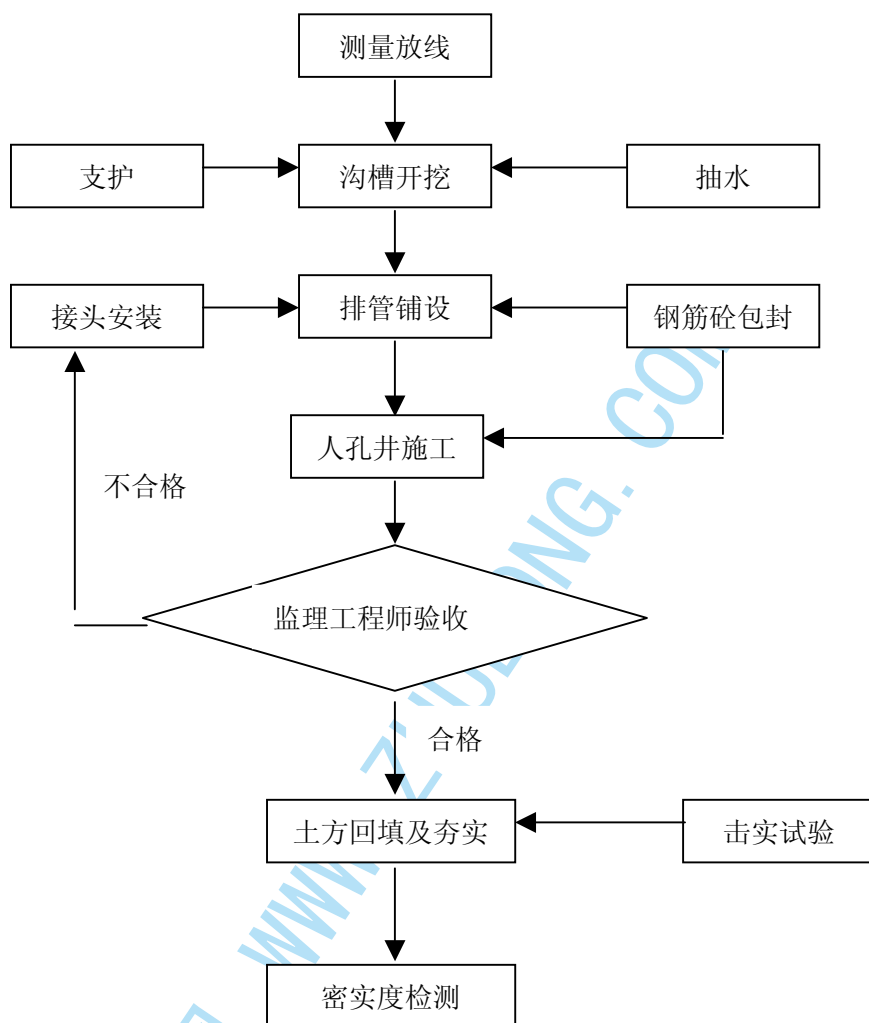 测量放线
支护
沟槽开挖
抽水
接头安装
排管铺设
钢筋砼包封
人孔井施工
不合格
监理工程师验收
合格
土方回填及夯实
击实试验
密实度检测